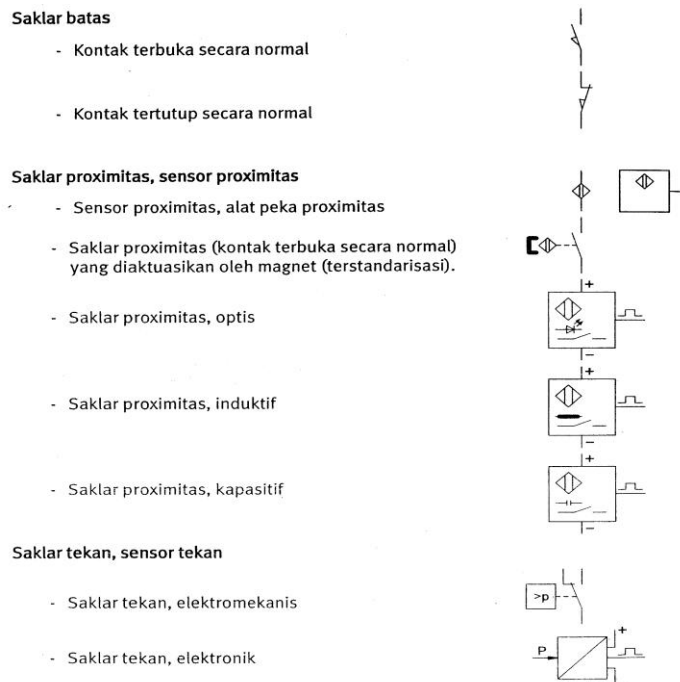 Saklar batas
- Kontak terbuka secara normal
- Kontak tertutup secara normal
Saklar proximitas, sensor proximitas
- Sensor proximitas, alat peka proximitas
- Saklar proximitas (kontak terbuka secara normal)
yang diaktuasikan oleh magnet (terstandarisasi).
+
- Saklar proximitas, optis
–
+
- Saklar proximitas, induktif
–
+
- Saklar proximitas, kapasitif
–
Saklar tekan, sensor tekan
- Saklar tekan, elektromekanis
>p
- Saklar tekan, elektronik
P
+